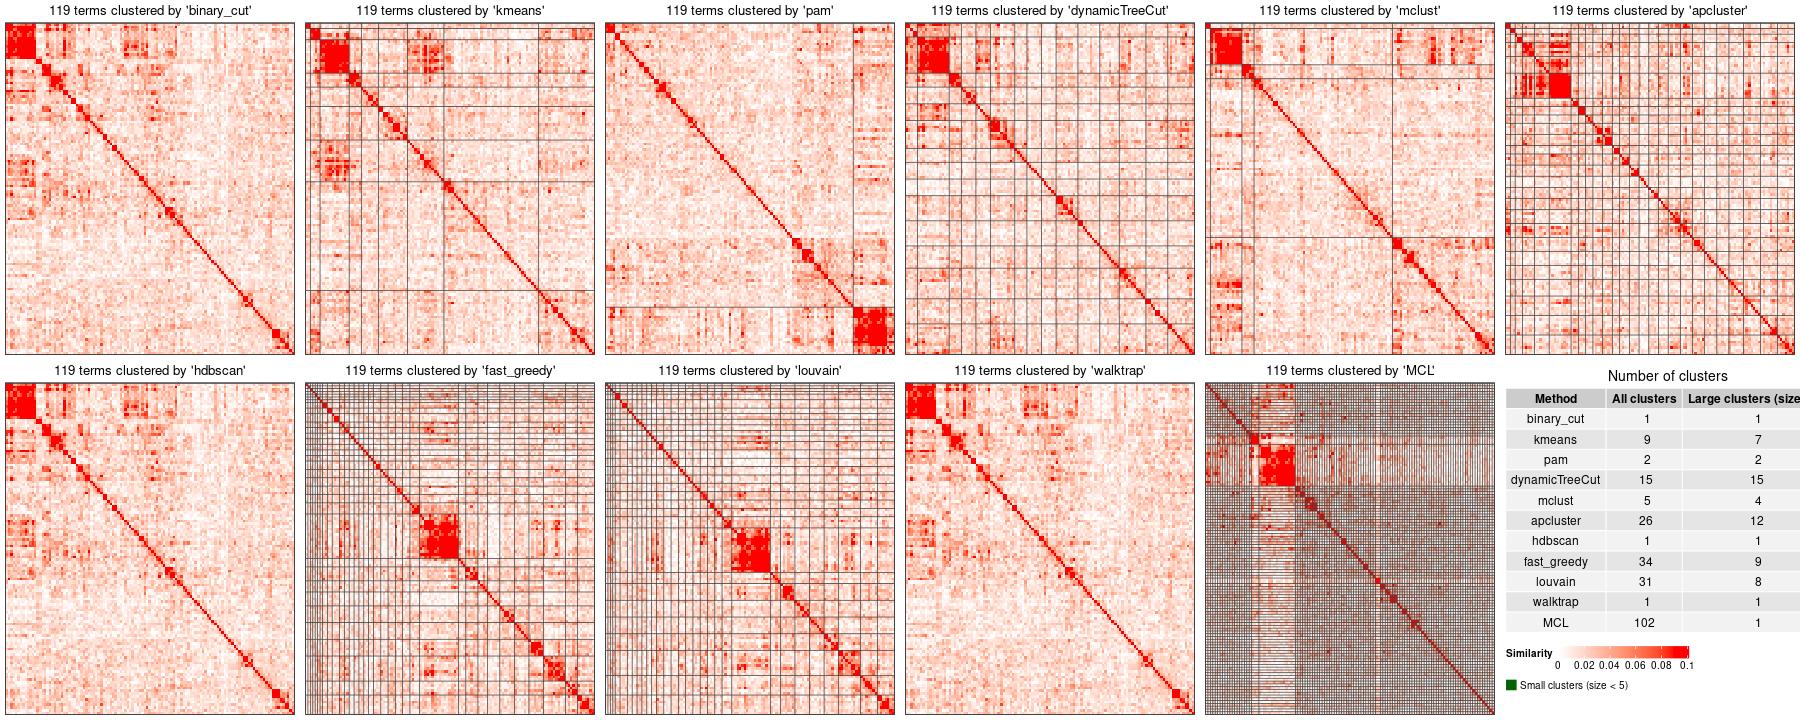 119 terms clustered by 'binary_cut'
119 terms clustered by 'kmeans'
119 terms clustered by 'pam'
119 terms clustered by 'dynamicTreeCut'
119 terms clustered by 'mclust'
119 terms clustered by 'apcluster'
119 terms clustered by 'hdbscan'
119 terms clustered by 'fast_greedy'
119 terms clustered by 'louvain'
119 terms clustered by 'walktrap'
119 terms clustered by 'MCL'
Number of clusters
Method All clusters Large clusters (size
binary_cut 1 1
kmeans 9 7
pam 2 2
dynamicTreeCut 15 15
mclust 5 4
apcluster 26 12
hdbscan 1 1
fast_greedy 34 9
louvain 31 8
walktrap 1 1
MCL 102 1
Similarity
0 0.02 0.04 0.06 0.08 0.1
Small clusters (size < 5)